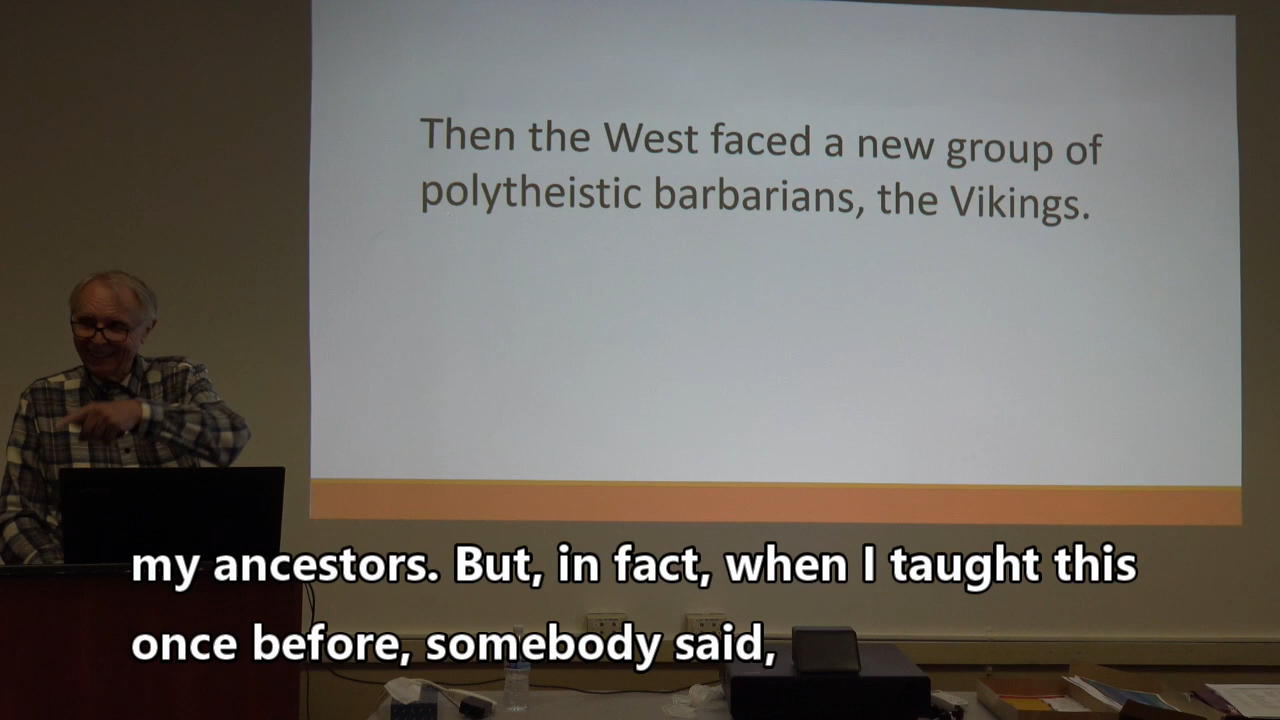 Then the West faced a new group of
polytheistic barbarians, the Vikings.
my ancestors. But, in fact, when I taught this
once before, somebody said,